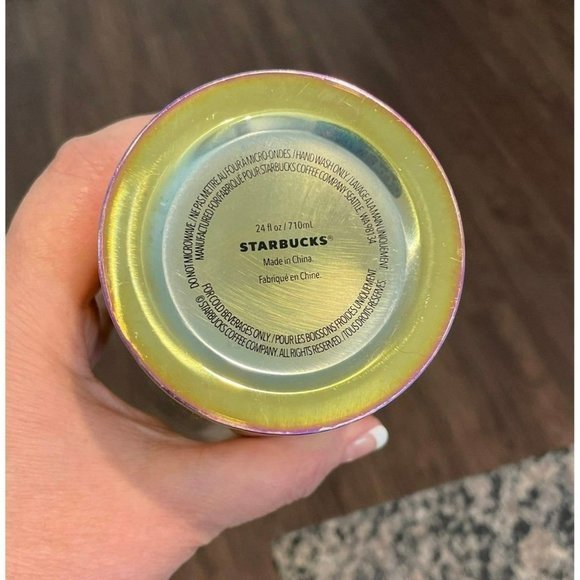 DO NOT MICROWAVE / NE PAS METTRE AU FOUR À MICRO-ONDES. / HAND WASH ONLY. / LAVAGE À LA MAIN UNIQUEMENT.
MANUFACTURED FOR/FABRIQUÉ POUR STARBUCKS COFFEE COMPANY SEATTLE, WA 98134
24 fl oz / 710mL
STARBUCKS®
Made in China.
Fabriqué en Chine.
FOR COLD BEVERAGES ONLY. / POUR LES BOISSONS FROIDES UNIQUEMENT
© STARBUCKS COFFEE COMPANY. ALL RIGHTS RESERVED. / TOUS DROITS RÉSERVÉS